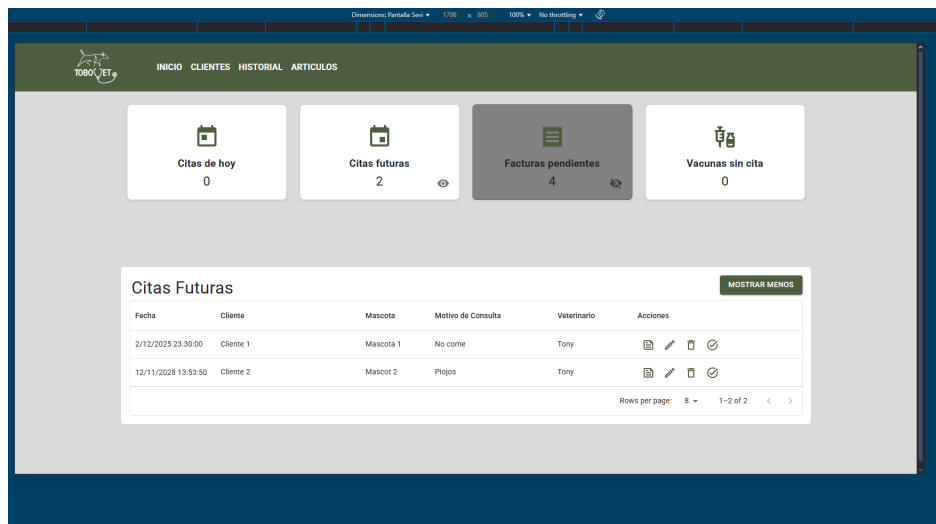 Dimensions: Pantalla Sevi 1706 x 805 100% No throttling
TOBOVET
INICIO CLIENTES HISTORIAL ARTICULOS
Citas de hoy
0
Citas futuras
2
Facturas pendientes
4
Vacunas sin cita
0
Citas Futuras
MOSTRAR MENOS
Fecha Cliente Mascota Motivo de Consulta Veterinario Acciones
2/12/2025 23:30:00 Cliente 1 Mascota 1 No come Tony
12/11/2028 13:53:50 Cliente 2 Mascot 2 Piojos Tony
Rows per page: 8 1–2 of 2